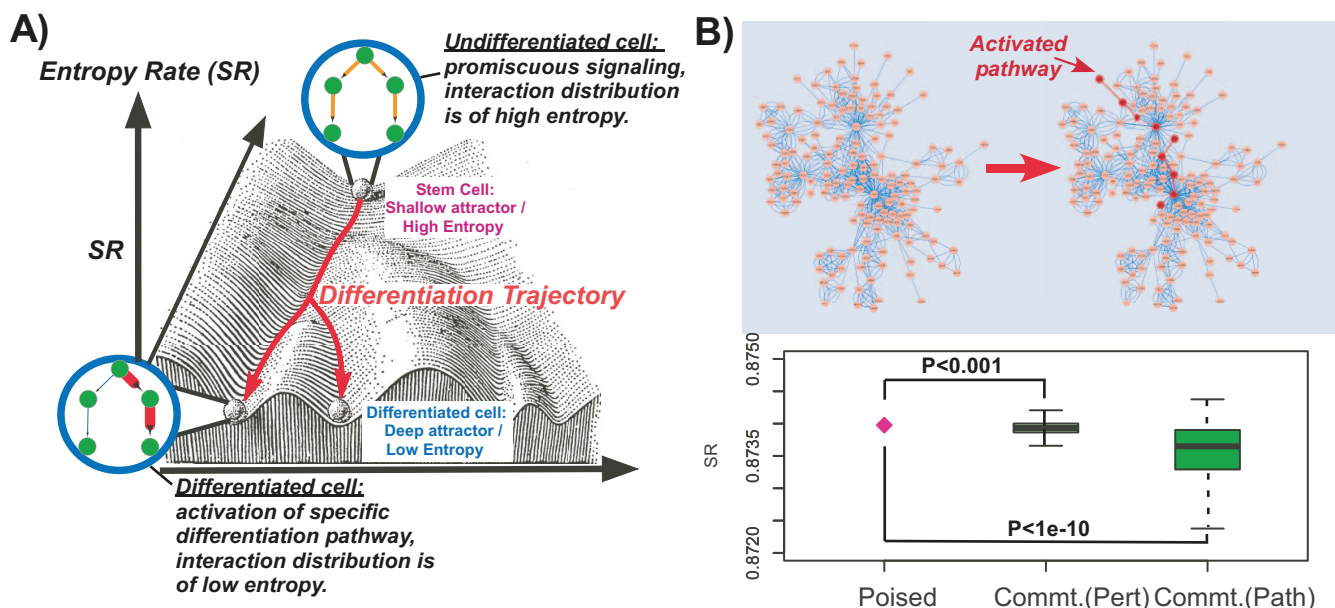 A)
Entropy Rate (SR)
SR
Undifferentiated cell:
promiscuous signaling,
interaction distribution
is of high entropy.
Stem Cell:
Shallow attractor /
High Entropy
Differentiation Trajectory
Differentiated cell:
Deep attractor /
Low Entropy
Differentiated cell:
activation of specific
differentiation pathway,
interaction distribution is
of low entropy.
B)
Activated
pathway
SR
0.8750
0.8735
0.8720
P<0.001
P<1e-10
Poised
Commt.(Pert)
Commt.(Path)